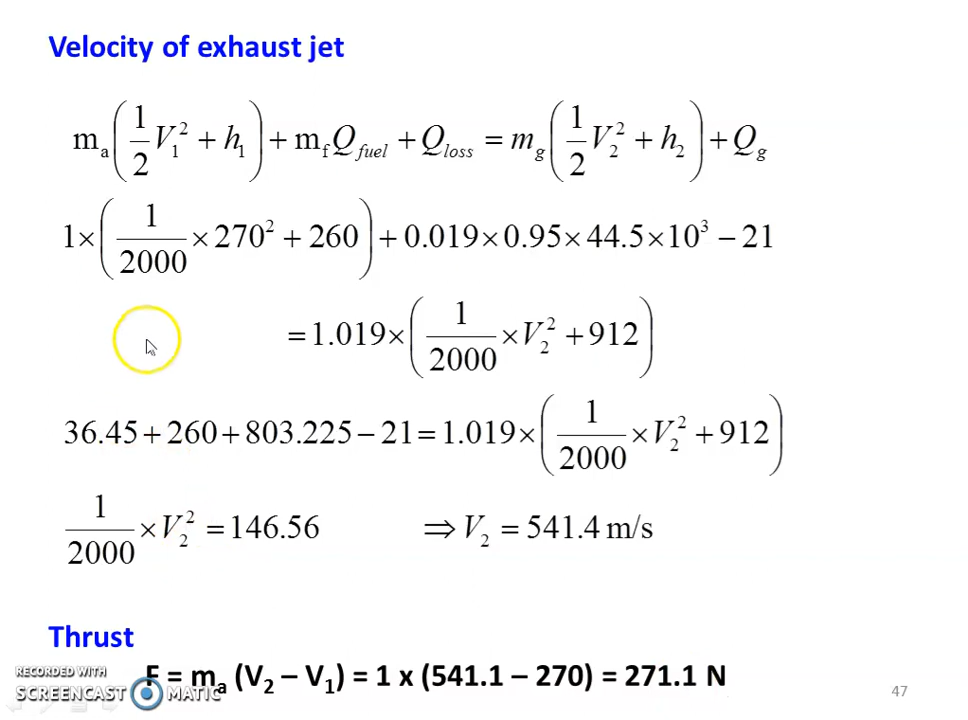 Velocity of exhaust jet
m_a(1/2 V_1^2 + h_1) + m_f Q_fuel + Q_loss = m_g(1/2 V_2^2 + h_2) + Q_g
1×(1/2000 × 270^2 + 260) + 0.019×0.95×44.5×10^3 − 21
= 1.019×(1/2000 × V_2^2 + 912)
36.45 + 260 + 803.225 − 21 = 1.019×(1/2000 × V_2^2 + 912)
1/2000 × V_2^2 = 146.56 ⇒ V_2 = 541.4 m/s
Thrust
F = m_a (V_2 – V_1) = 1 x (541.1 – 270) = 271.1 N
RECORDED WITH
SCREENCAST MATIC
47